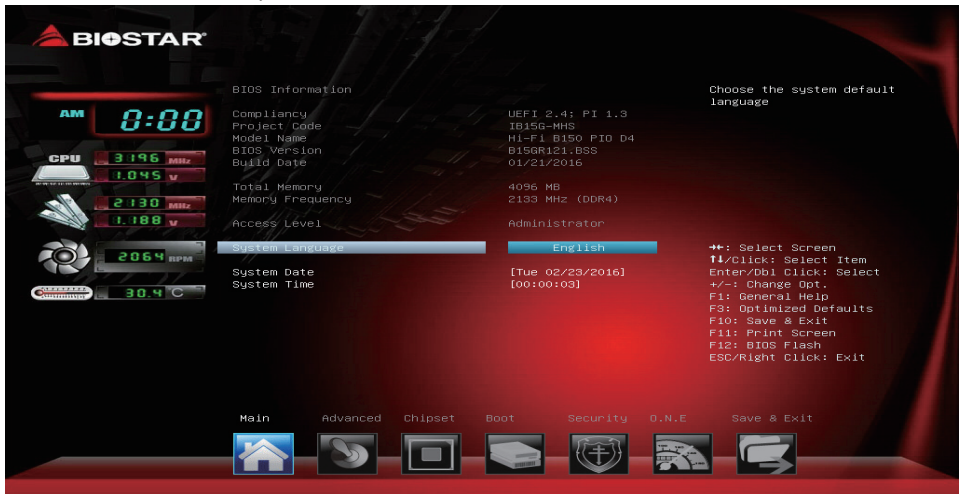 BIOSTAR
AM 0:00
CPU 3196 MHz
1.045 V
2130 MHz
1.188 V
2064 RPM
30.4 C
BIOS Information
Compliancy UEFI 2.4; PI 1.3
Project Code IB15G-MHS
Model Name Hi-Fi B150 PIO D4
BIOS Version B15GR121.BSS
Build Date 01/21/2016
Total Memory 4096 MB
Memory Frequency 2133 MHz (DDR4)
Access Level Administrator
System Language English
System Date [Tue 02/23/2016]
System Time [00:00:03]
Choose the system default
language
→←: Select Screen
↑↓/Click: Select Item
Enter/Dbl Click: Select
+/-: Change Opt.
F1: General Help
F3: Optimized Defaults
F10: Save & Exit
F11: Print Screen
F12: BIOS Flash
ESC/Right Click: Exit
Main Advanced Chipset Boot Security O.N.E Save & Exit